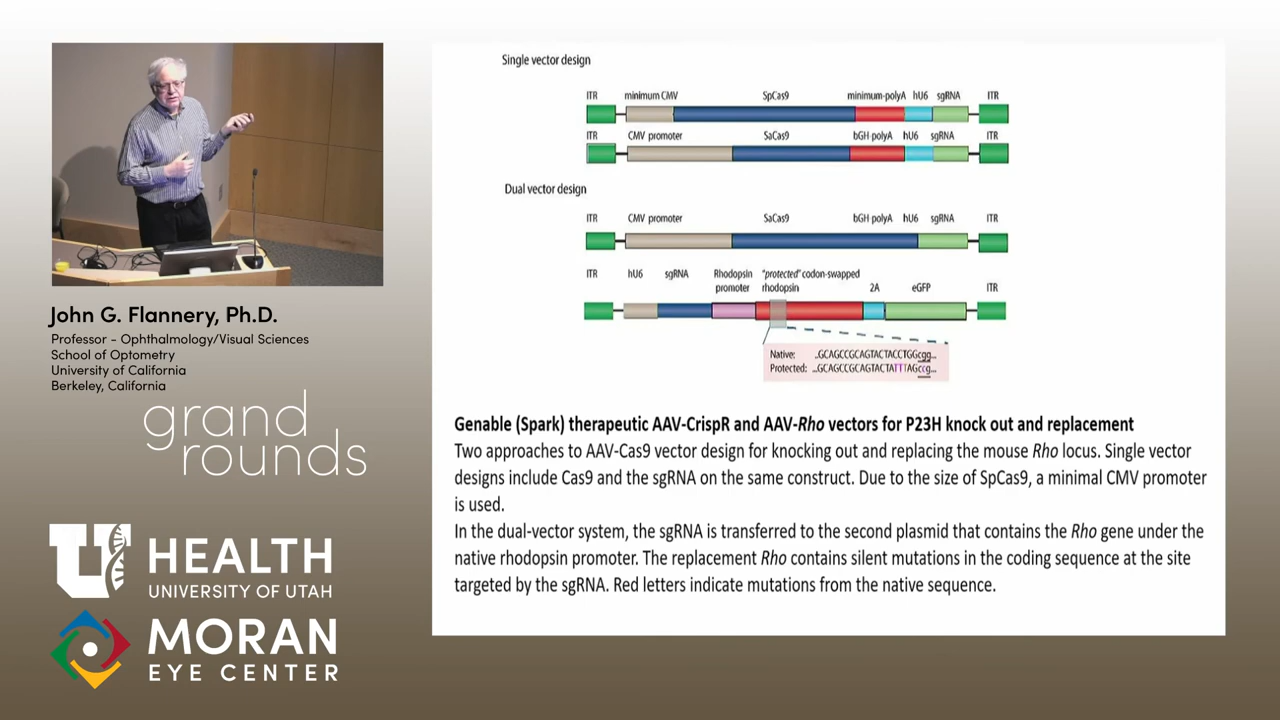 John G. Flannery, Ph.D.
Professor - Ophthalmology/Visual Sciences
School of Optometry
University of California
Berkeley, California
grand
rounds
U HEALTH
UNIVERSITY OF UTAH
MORAN
EYE CENTER
Single vector design
ITR minimum CMV SpCas9 minimum-polyA hU6 sgRNA ITR
ITR CMV promoter SaCas9 bGH-polyA hU6 sgRNA ITR
Dual vector design
ITR CMV promoter SaCas9 bGH-polyA hU6 sgRNA ITR
ITR hU6 sgRNA Rhodopsin "protected" codon-swapped 2A eGFP ITR
promoter rhodopsin
Native: ..GCAGCCGCAGTACTACCTGGcgg...
Protected: ...GCAGCCGCAGTACTATTTAGccg...
Genable (Spark) therapeutic AAV-CrispR and AAV-Rho vectors for P23H knock out and replacement
Two approaches to AAV-Cas9 vector design for knocking out and replacing the mouse Rho locus. Single vector
designs include Cas9 and the sgRNA on the same construct. Due to the size of SpCas9, a minimal CMV promoter
is used.
In the dual-vector system, the sgRNA is transferred to the second plasmid that contains the Rho gene under the
native rhodopsin promoter. The replacement Rho contains silent mutations in the coding sequence at the site
targeted by the sgRNA. Red letters indicate mutations from the native sequence.